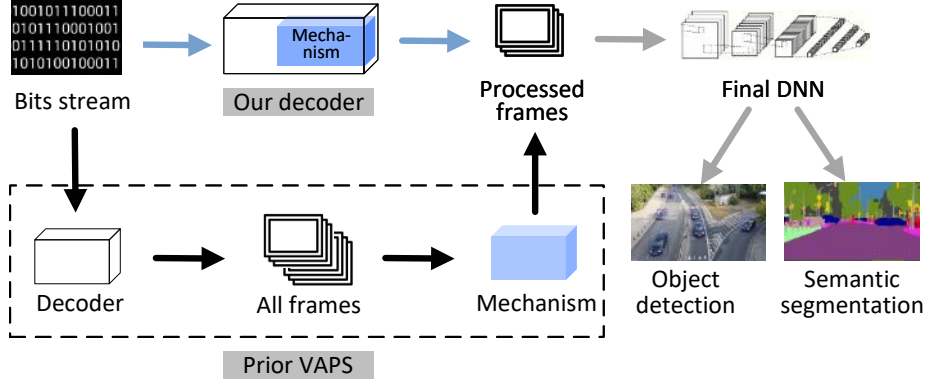 1001011100011
0101110001001
0111110101010
1010100100011
Mecha-
nism
Bits stream
Our decoder
Processed
frames
Final DNN
Decoder
All frames
Mechanism
Object
detection
Semantic
segmentation
Prior VAPS